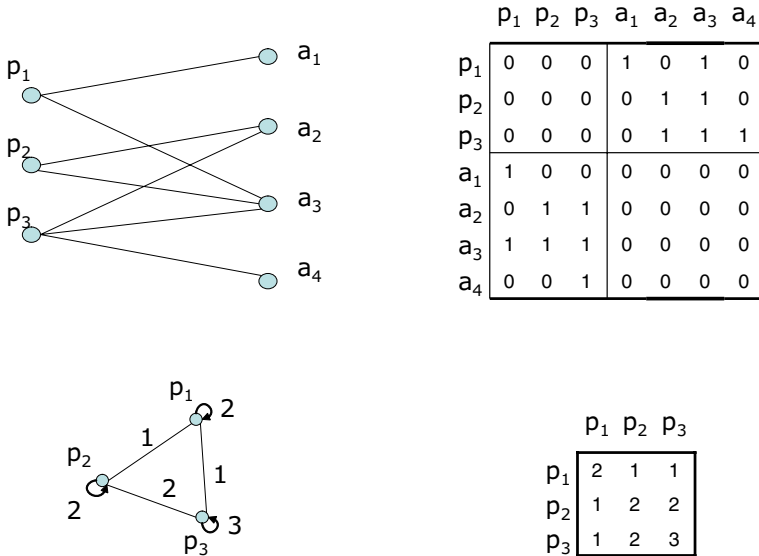 p₁
p₂
p₃
a₁
a₂
a₃
a₄
p₁ p₂ p₃ a₁ a₂ a₃ a₄
p₁ 0 0 0 1 0 1 0
p₂ 0 0 0 0 1 1 0
p₃ 0 0 0 0 1 1 1
a₁ 1 0 0 0 0 0 0
a₂ 0 1 1 0 0 0 0
a₃ 1 1 1 0 0 0 0
a₄ 0 0 1 0 0 0 0
p₁
2
1
p₂
1
2
2
3
p₃
p₁ p₂ p₃
p₁ 2 1 1
p₂ 1 2 2
p₃ 1 2 3